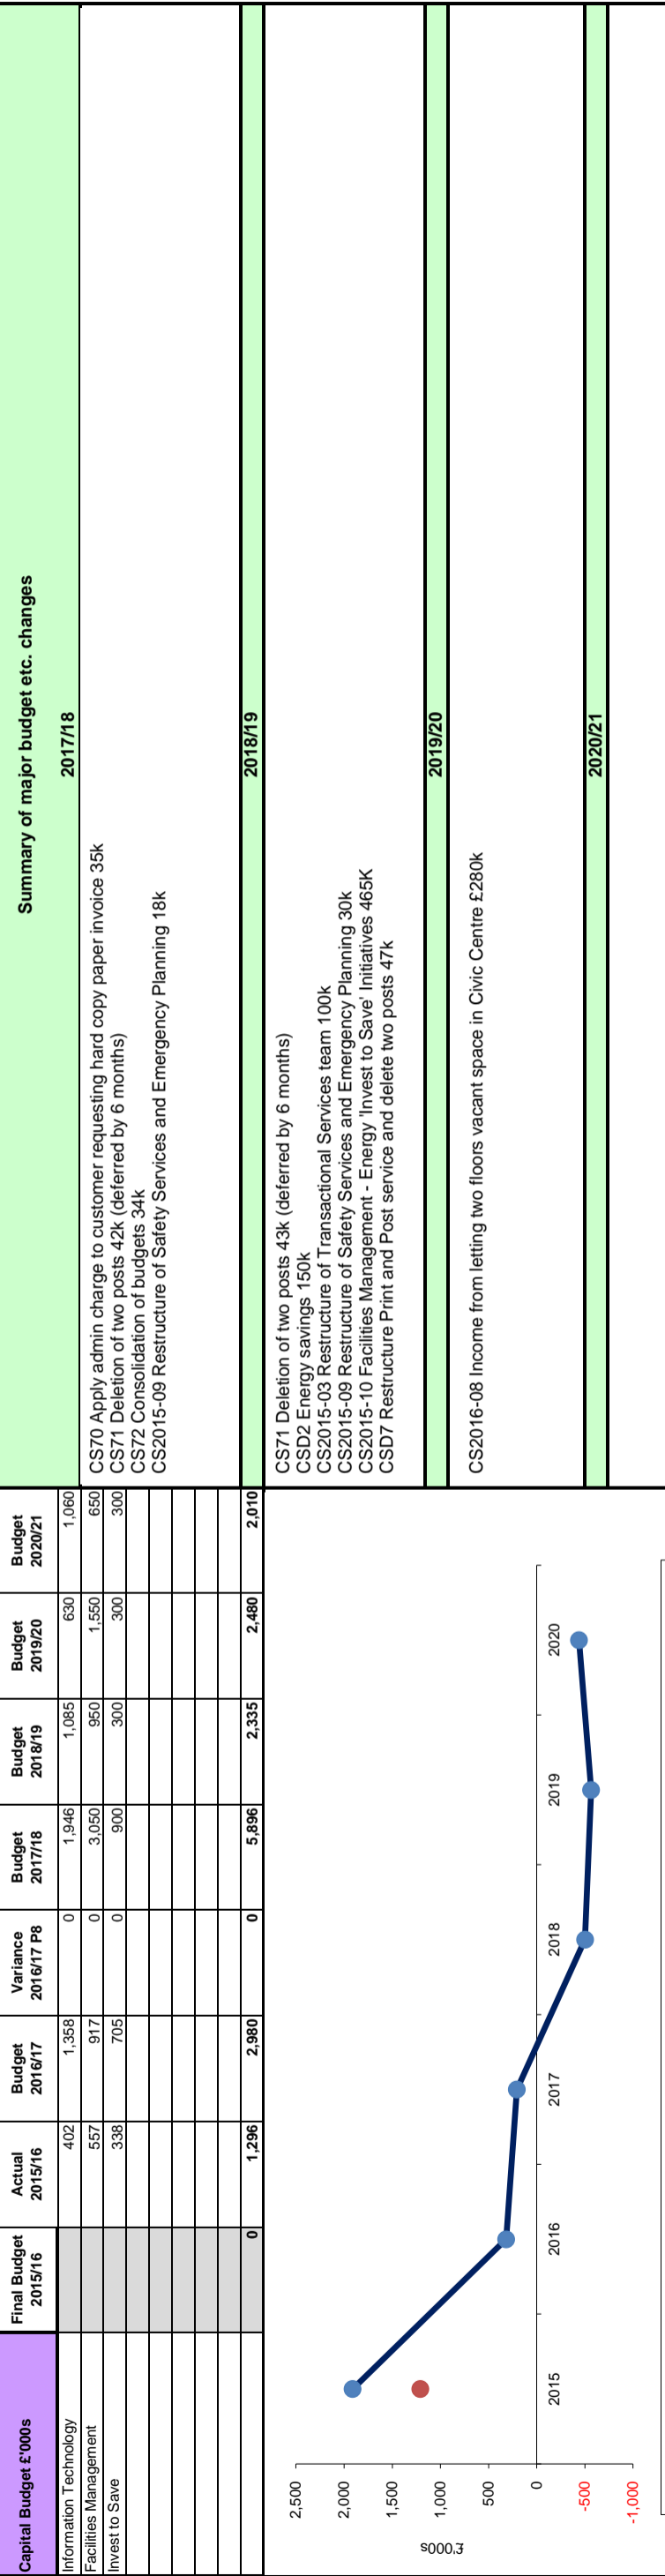 Capital Budget £'000s Final Budget 2015/16 Actual 2015/16 Budget 2016/17 Variance 2016/17 P8 Budget 2017/18 Budget 2018/19 Budget 2019/20 Budget 2020/21
Information Technology 402 1,358 0 1,946 1,085 630 1,060
Facilities Management 557 917 0 3,050 950 1,550 650
Invest to Save 338 705 0 900 300 300 300
0 1,296 2,980 0 5,896 2,335 2,480 2,010
2,500
2,000
1,500
1,000
500
0
-500
-1,000
£'000s
2015 2016 2017 2018 2019 2020
Summary of major budget etc. changes
2017/18
CS70 Apply admin charge to customer requesting hard copy paper invoice 35k
CS71 Deletion of two posts 42k (deferred by 6 months)
CS72 Consolidation of budgets 34k
CS2015-09 Restructure of Safety Services and Emergency Planning 18k
2018/19
CS71 Deletion of two posts 43k (deferred by 6 months)
CSD2 Energy savings 150k
CS2015-03 Restructure of Transactional Services team 100k
CS2015-09 Restructure of Safety Services and Emergency Planning 30k
CS2015-10 Facilities Management - Energy 'Invest to Save' Initiatives 465K
CSD7 Restructure Print and Post service and delete two posts 47k
2019/20
CS2016-08 Income from letting two floors vacant space in Civic Centre £280k
2020/21